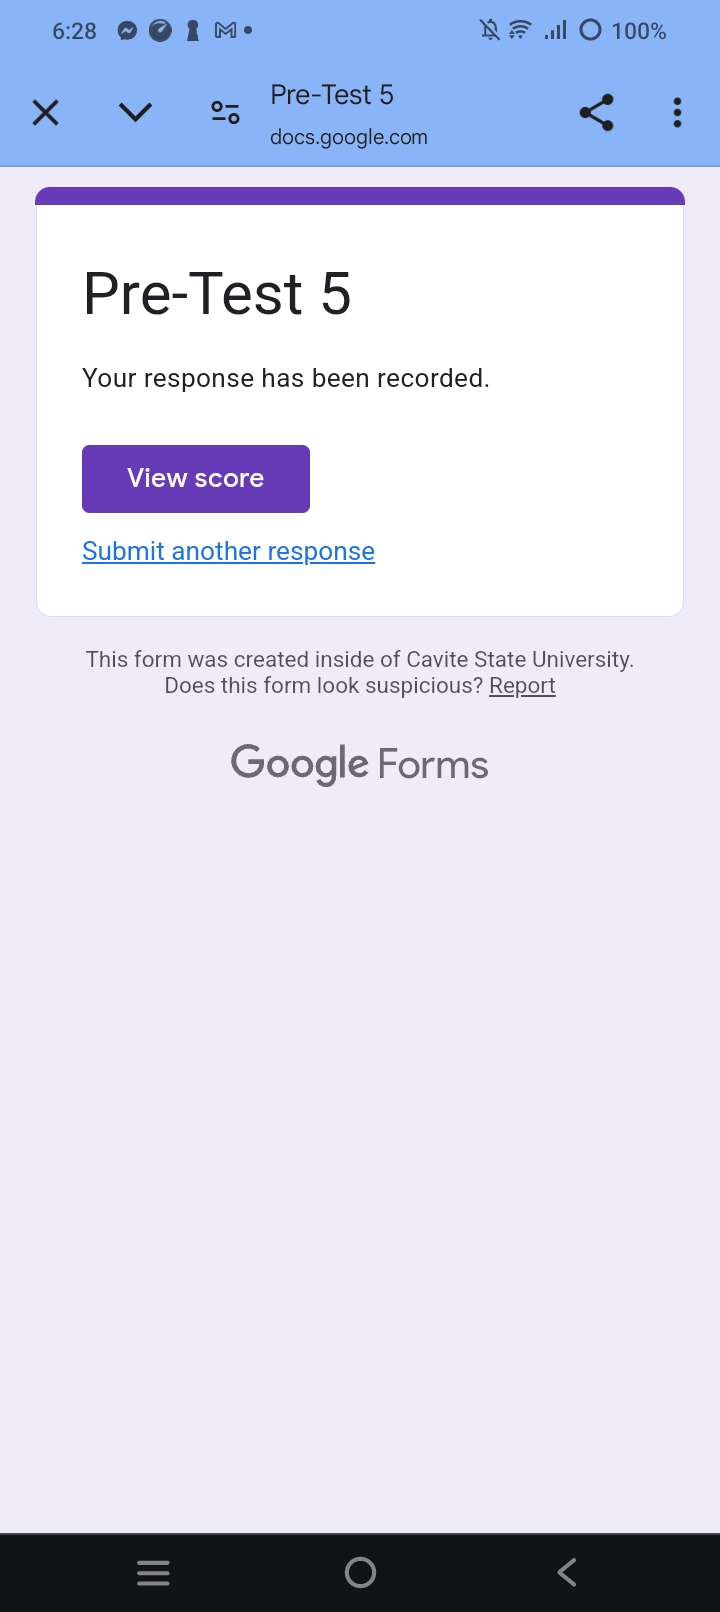 6:28
100%
Pre-Test 5
docs.google.com
Pre-Test 5
Your response has been recorded.
View score
Submit another response
This form was created inside of Cavite State University.
Does this form look suspicious? Report
Google Forms